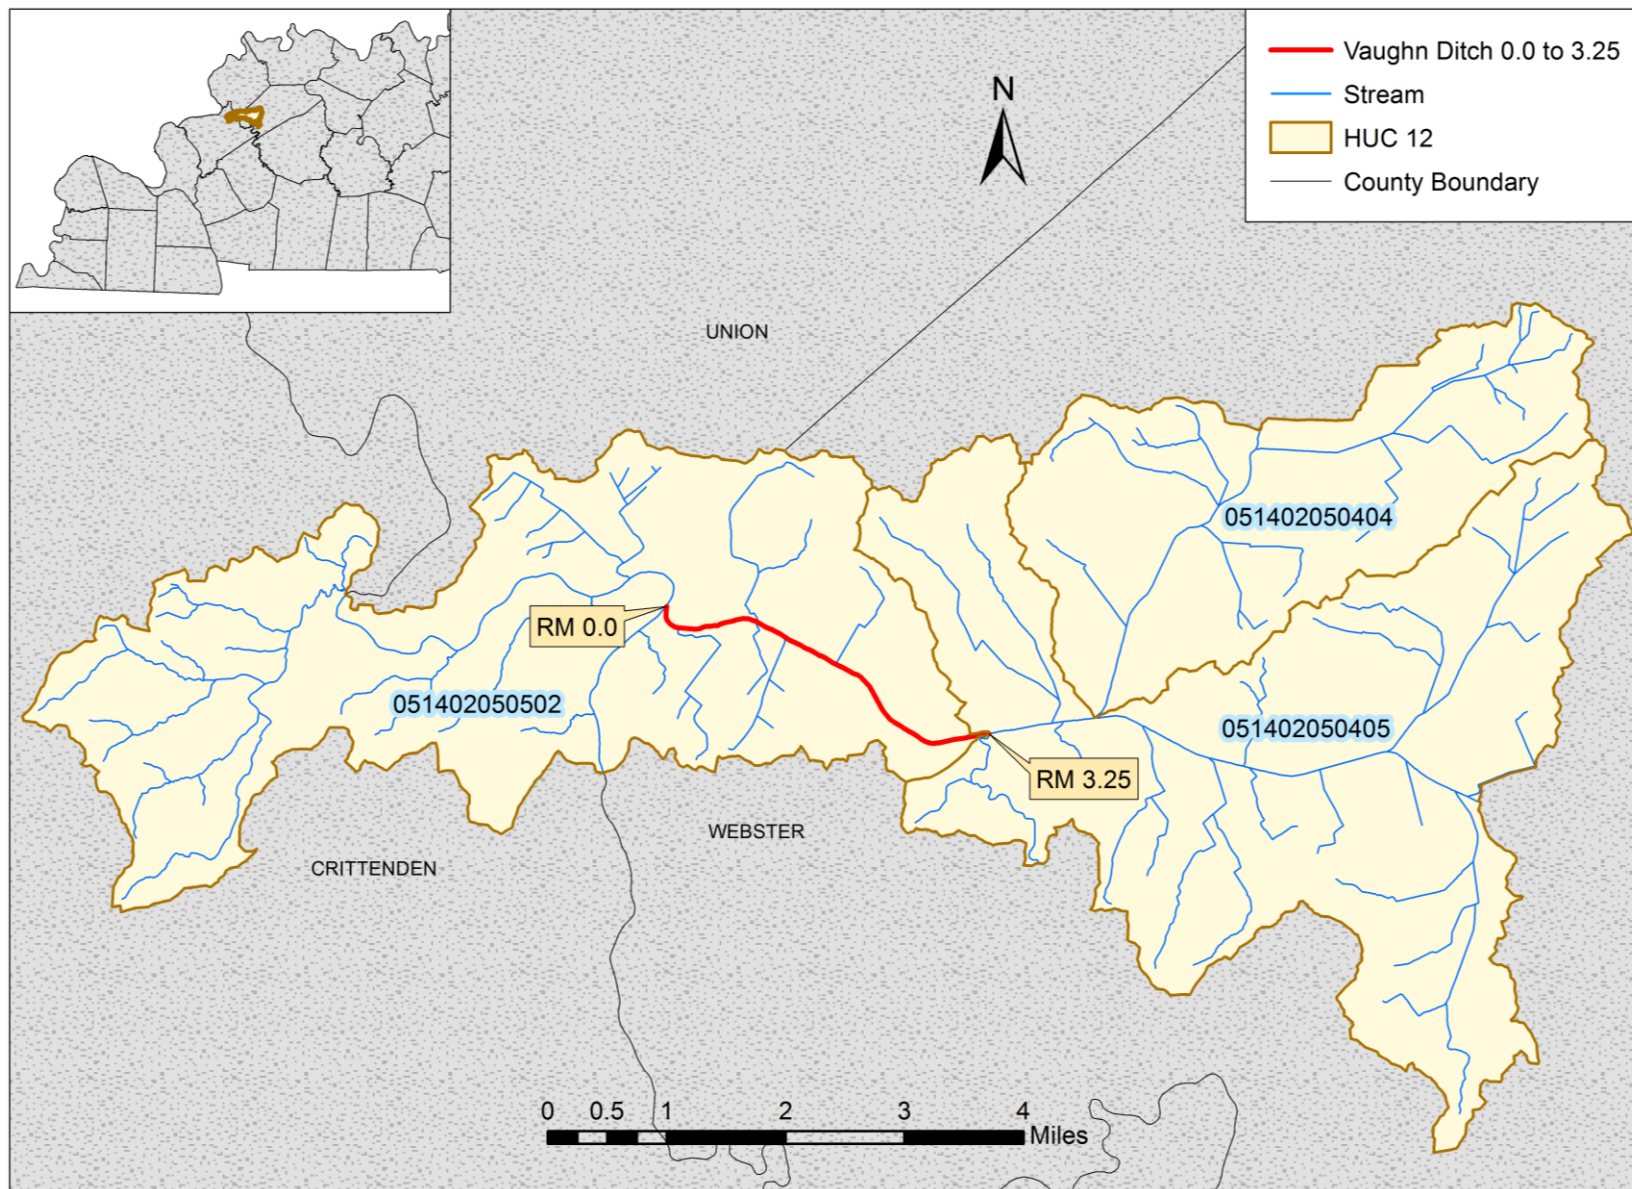 Vaughn Ditch 0.0 to 3.25
Stream
HUC 12
County Boundary
N
UNION
051402050404
RM 0.0
051402050502
051402050405
RM 3.25
WEBSTER
CRITTENDEN
0 0.5 1 2 3 4
Miles